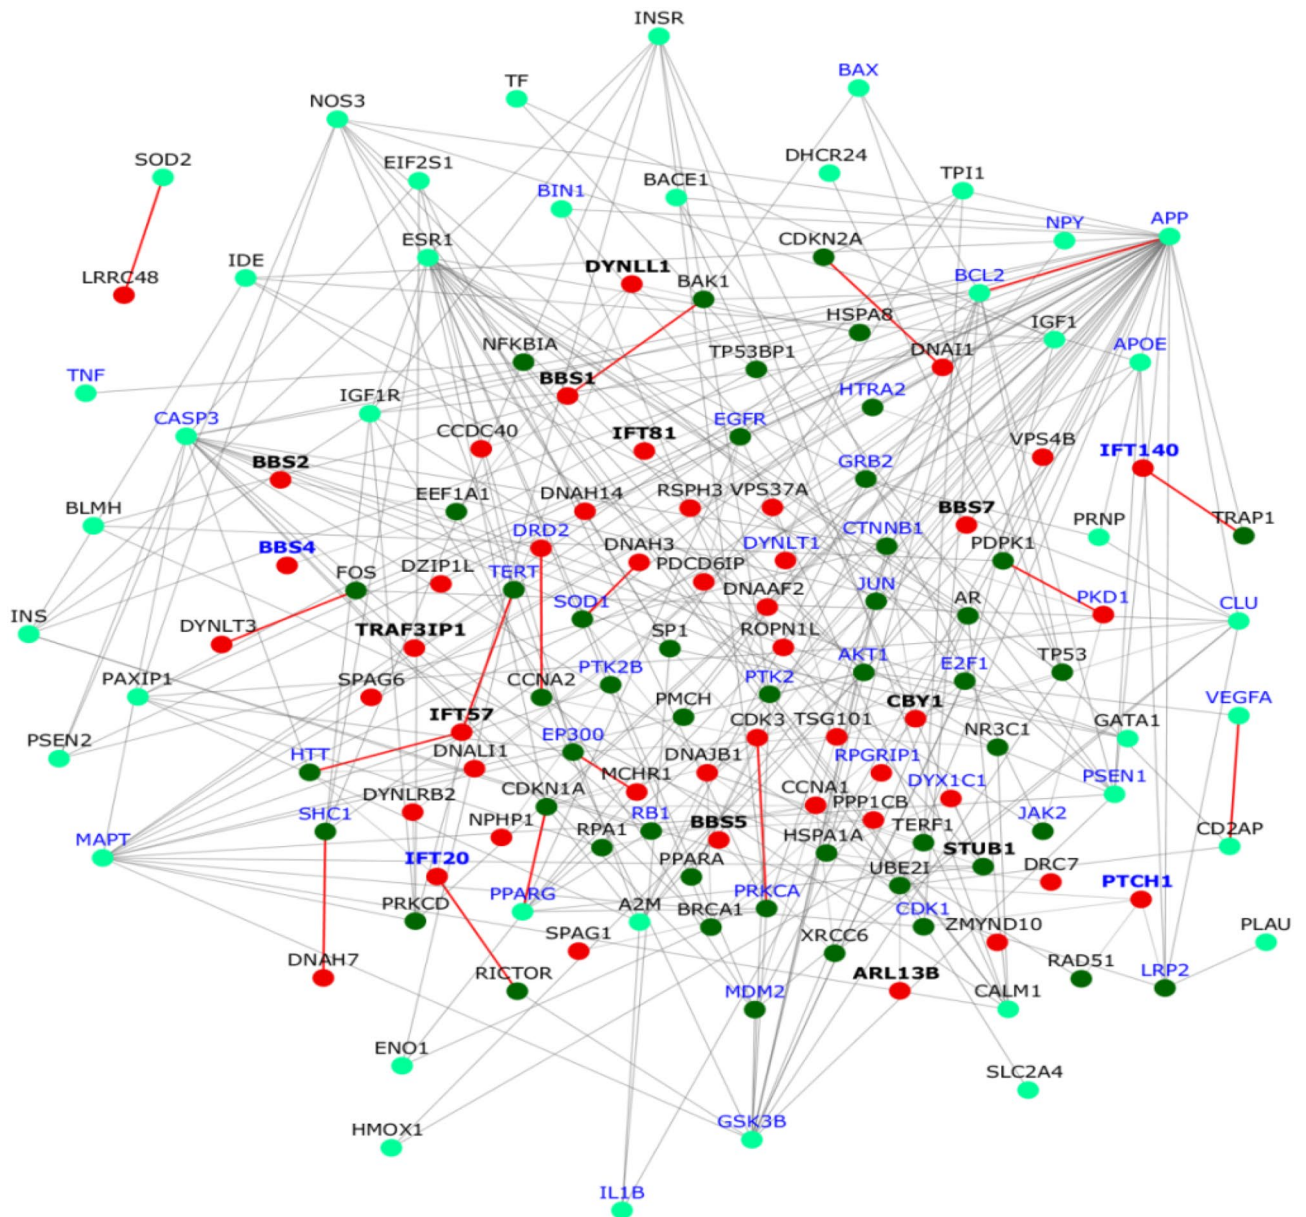 INSR
TF
BAX
NOS3
SOD2
EIF2S1
DHCR24
BIN1
BACE1
TPI1
NPY
APP
ESR1
CDKN2A
IDE
LRRC48
DYNLL1
BAK1
BCL2
HSPA8
IGF1
NFKBIA
TP53BP1
DNAI1
APOE
TNF
BBS1
IGF1R
HTRA2
CASP3
CCDC40
IFT81
EGFR
VPS4B
IFT140
BBS2
GRB2
EEF1A1
DNAH14
RSPH3
VPS37A
BLMH
BBS7
PRNP
TRAP1
DRD2
CTNNB1
BBS4
DNAH3
DYNLT1
PDPK1
FOS
DZIP1L
TERT
PDCD6IP
DNAAF2
JUN
AR
PKD1
CLU
SOD1
INS
DYNLT3
TRAF3IP1
SP1
ROPN1L
PAXIP1
SPAG6
CCNA2
PTK2B
AKT1
E2F1
TP53
PTK2
VEGFA
IFT57
PMCH
CBY1
PSEN2
CDK3
TSG101
NR3C1
GATA1
HTT
DNALI1
EP300
DNAJB1
RPGRIP1
PSEN1
DYNLRB2
CDKN1A
MCHR1
CCNA1
DYX1C1
SHC1
NPHP1
PPP1CB
RB1
BBS5
JAK2
CD2AP
MAPT
RPA1
HSPA1A
TERF1
STUB1
IFT20
PPARA
UBE2I
DRC7
PTCH1
PRKCD
PPARG
A2M
PRKCA
BRCA1
CDK1
ZMYND10
PLAU
SPAG1
XRCC6
DNAH7
RICTOR
ARL13B
RAD51
LRP2
MDM2
CALM1
ENO1
SLC2A4
HMOX1
GSK3B
IL1B